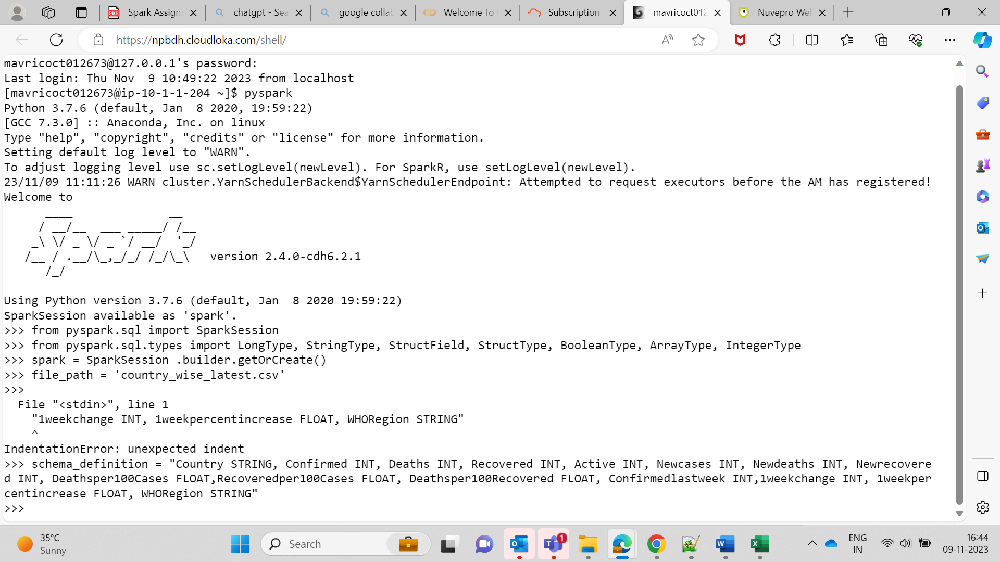 Spark Assign
chatgpt - Sea
google collab
Welcome To
Subscription
mavricoct012
Nuvepro Wel
https://npbdh.cloudloka.com/shell/
mavricoct012673@127.0.0.1's password:
Last login: Thu Nov  9 10:49:22 2023 from localhost
[mavricoct012673@ip-10-1-1-204 ~]$ pyspark
Python 3.7.6 (default, Jan  8 2020, 19:59:22)
[GCC 7.3.0] :: Anaconda, Inc. on linux
Type "help", "copyright", "credits" or "license" for more information.
Setting default log level to "WARN".
To adjust logging level use sc.setLogLevel(newLevel). For SparkR, use setLogLevel(newLevel).
23/11/09 11:11:26 WARN cluster.YarnSchedulerBackend$YarnSchedulerEndpoint: Attempted to request executors before the AM has registered!
Welcome to
      ____              __
     / __/__  ___ _____/ /__
    _\ \/ _ \/ _ `/ __/  '_/
   /__ / .__/\_,_/_/ /_/\_\   version 2.4.0-cdh6.2.1
      /_/
Using Python version 3.7.6 (default, Jan  8 2020 19:59:22)
SparkSession available as 'spark'.
>>> from pyspark.sql import SparkSession
>>> from pyspark.sql.types import LongType, StringType, StructField, StructType, BooleanType, ArrayType, IntegerType
>>> spark = SparkSession .builder.getOrCreate()
>>> file_path = 'country_wise_latest.csv'
>>>
  File "<stdin>", line 1
    "1weekchange INT, 1weekpercentincrease FLOAT, WHORegion STRING"
    ^
IndentationError: unexpected indent
>>> schema_definition = "Country STRING, Confirmed INT, Deaths INT, Recovered INT, Active INT, Newcases INT, Newdeaths INT, Newrecovere
d INT, Deathsper100Cases FLOAT,Recoveredper100Cases FLOAT, Deathsper100Recovered FLOAT, Confirmedlastweek INT,1weekchange INT, 1weekper
centincrease FLOAT, WHORegion STRING"
>>>
35°C
Sunny
Search
1
ENG
IN
16:44
09-11-2023